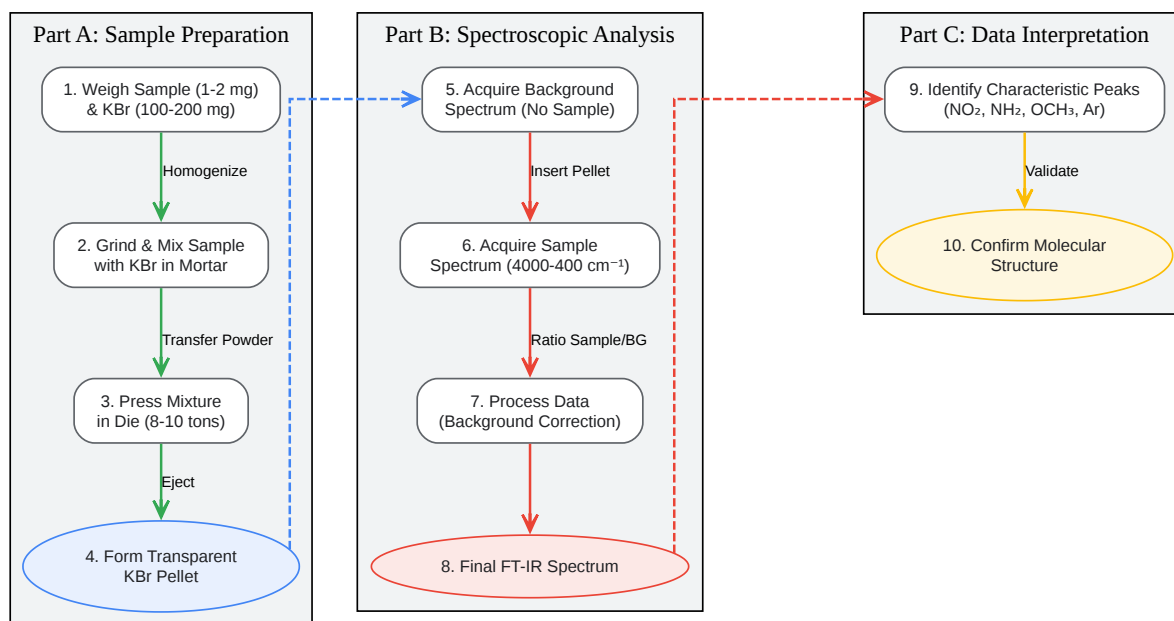 Part A: Sample Preparation
1. Weigh Sample (1-2 mg)
& KBr (100-200 mg)
Homogenize
2. Grind & Mix Sample
with KBr in Mortar
Transfer Powder
3. Press Mixture
in Die (8-10 tons)
Eject
4. Form Transparent
KBr Pellet
Part B: Spectroscopic Analysis
5. Acquire Background
Spectrum (No Sample)
Insert Pellet
6. Acquire Sample
Spectrum (4000-400 cm⁻¹)
Ratio Sample/BG
7. Process Data
(Background Correction)
8. Final FT-IR Spectrum
Part C: Data Interpretation
9. Identify Characteristic Peaks
(NO₂, NH₂, OCH₃, Ar)
Validate
10. Confirm Molecular
Structure